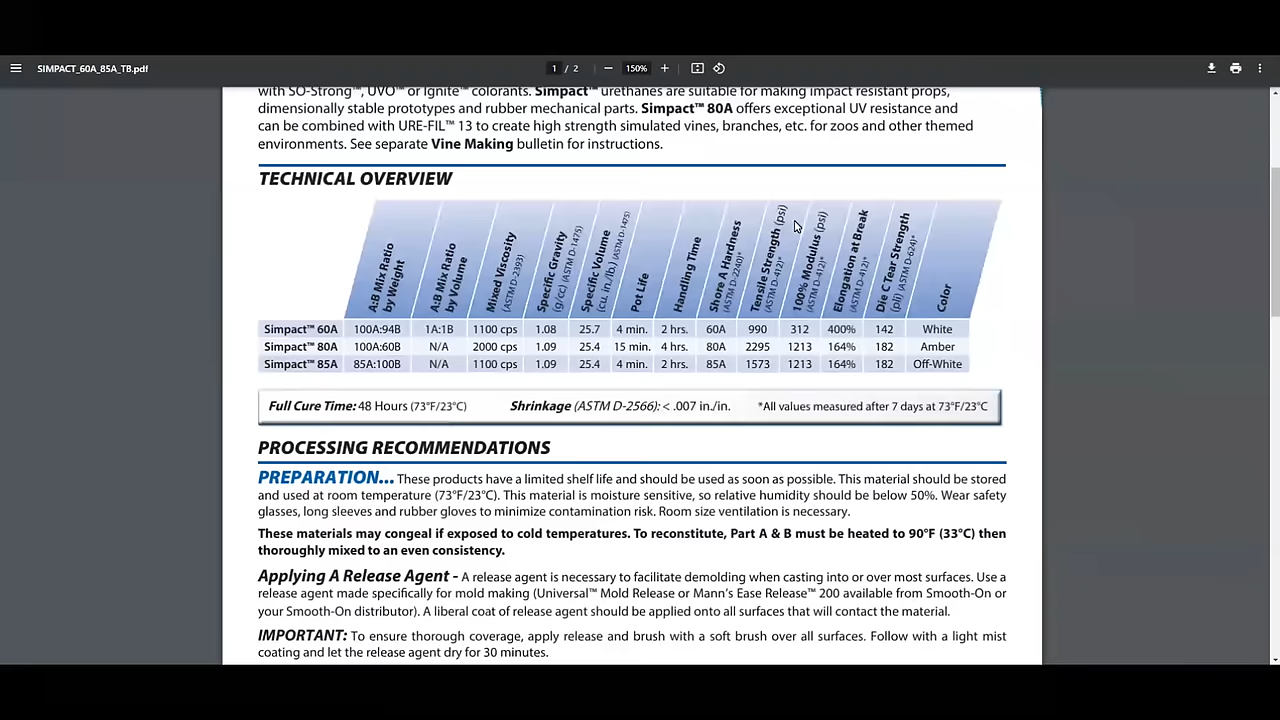 SIMPACT_60A_85A_TB.pdf
1 / 2
150%
with SO-Strong™, UVO™ or Ignite™ colorants. Simpact™ urethanes are suitable for making impact resistant props,
dimensionally stable prototypes and rubber mechanical parts. Simpact™ 80A offers exceptional UV resistance and
can be combined with URE-FIL™ 13 to create high strength simulated vines, branches, etc. for zoos and other themed
environments. See separate Vine Making bulletin for instructions.
TECHNICAL OVERVIEW
A:B Mix Ratio
by Weight
A:B Mix Ratio
by Volume
Mixed Viscosity
(ASTM D-2393)
Specific Gravity
(g/cc) (ASTM D-1475)
Specific Volume
(cu. in./lb.) (ASTM D-1475)
Pot Life
Handling Time
Shore A Hardness
(ASTM D-2240)*
Tensile Strength (psi)
(ASTM D-412)*
100% Modulus (psi)
(ASTM D-412)*
Elongation at Break
(ASTM D-412)*
Die C Tear Strength
(pli) (ASTM D-624)*
Color
Simpact™ 60A 100A:94B 1A:1B 1100 cps 1.08 25.7 4 min. 2 hrs. 60A 990 312 400% 142 White
Simpact™ 80A 100A:60B N/A 2000 cps 1.09 25.4 15 min. 4 hrs. 80A 2295 1213 164% 182 Amber
Simpact™ 85A 85A:100B N/A 1100 cps 1.09 25.4 4 min. 2 hrs. 85A 1573 1213 164% 182 Off-White
Full Cure Time: 48 Hours (73°F/23°C) Shrinkage (ASTM D-2566): < .007 in./in. *All values measured after 7 days at 73°F/23°C
PROCESSING RECOMMENDATIONS
PREPARATION... These products have a limited shelf life and should be used as soon as possible. This material should be stored
and used at room temperature (73°F/23°C). This material is moisture sensitive, so relative humidity should be below 50%. Wear safety
glasses, long sleeves and rubber gloves to minimize contamination risk. Room size ventilation is necessary.
These materials may congeal if exposed to cold temperatures. To reconstitute, Part A & B must be heated to 90°F (33°C) then
thoroughly mixed to an even consistency.
Applying A Release Agent - A release agent is necessary to facilitate demolding when casting into or over most surfaces. Use a
release agent made specifically for mold making (Universal™ Mold Release or Mann's Ease Release™ 200 available from Smooth-On or
your Smooth-On distributor). A liberal coat of release agent should be applied onto all surfaces that will contact the material.
IMPORTANT: To ensure thorough coverage, apply release and brush with a soft brush over all surfaces. Follow with a light mist
coating and let the release agent dry for 30 minutes.